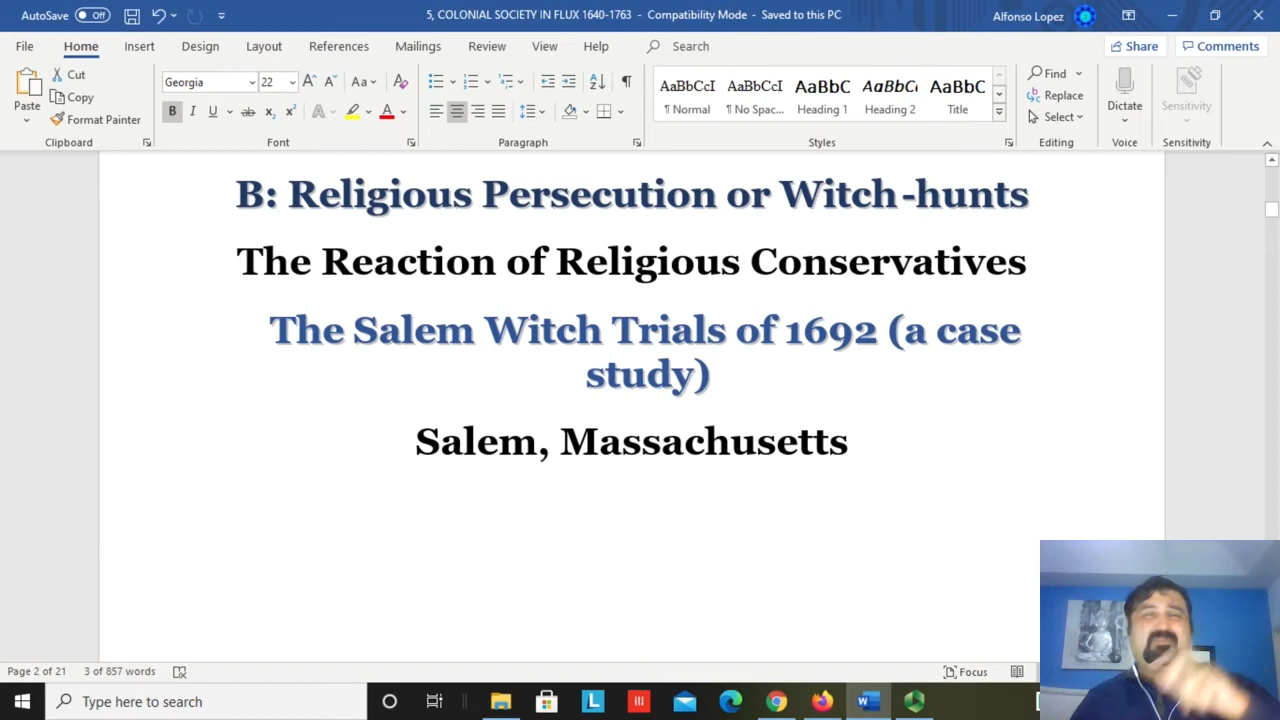 AutoSave Off 5, COLONIAL SOCIETY IN FLUX 1640-1763 - Compatibility Mode - Saved to this PC Alfonso Lopez
File Home Insert Design Layout References Mailings Review View Help Search Share Comments
Paste Cut Copy Format Painter
Georgia 22 Aa
AaBbCcI AaBbCcI AaBbC AaBbCcI AaBbC
¶ Normal ¶ No Spac... Heading 1 Heading 2 Title
Find Replace Select
Dictate Sensitivity
Clipboard Font Paragraph Styles Editing Voice Sensitivity
B: Religious Persecution or Witch-hunts
The Reaction of Religious Conservatives
The Salem Witch Trials of 1692 (a case
study)
Salem, Massachusetts
Page 2 of 21 3 of 857 words Focus
Type here to search